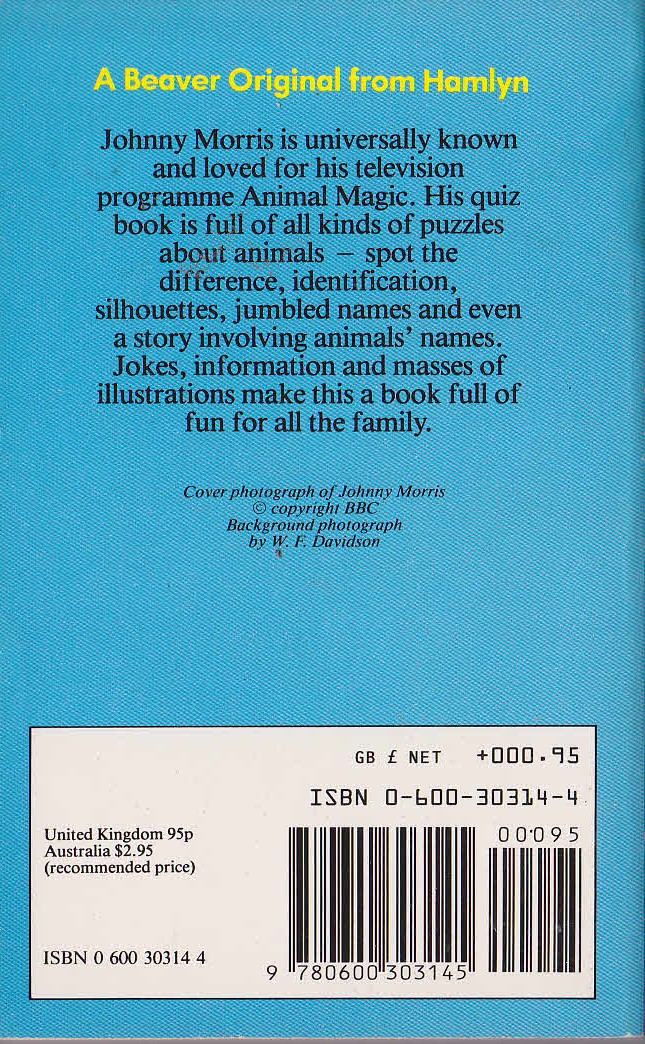 A Beaver Original from Hamlyn
Johnny Morris is universally known
and loved for his television
programme Animal Magic. His quiz
book is full of all kinds of puzzles
about animals — spot the
difference, identification,
silhouettes, jumbled names and even
a story involving animals’ names.
Jokes, information and masses of
illustrations make this a book full of
fun for all the family.
Cover photograph of Johnny Morris
© copyright BBC
Background photograph
by W. F. Davidson
GB £ NET +000.95
ISBN 0-600-30314-4
United Kingdom 95p
Australia $2.95
(recommended price)
ISBN 0 600 30314 4
00095
9 780600 303145